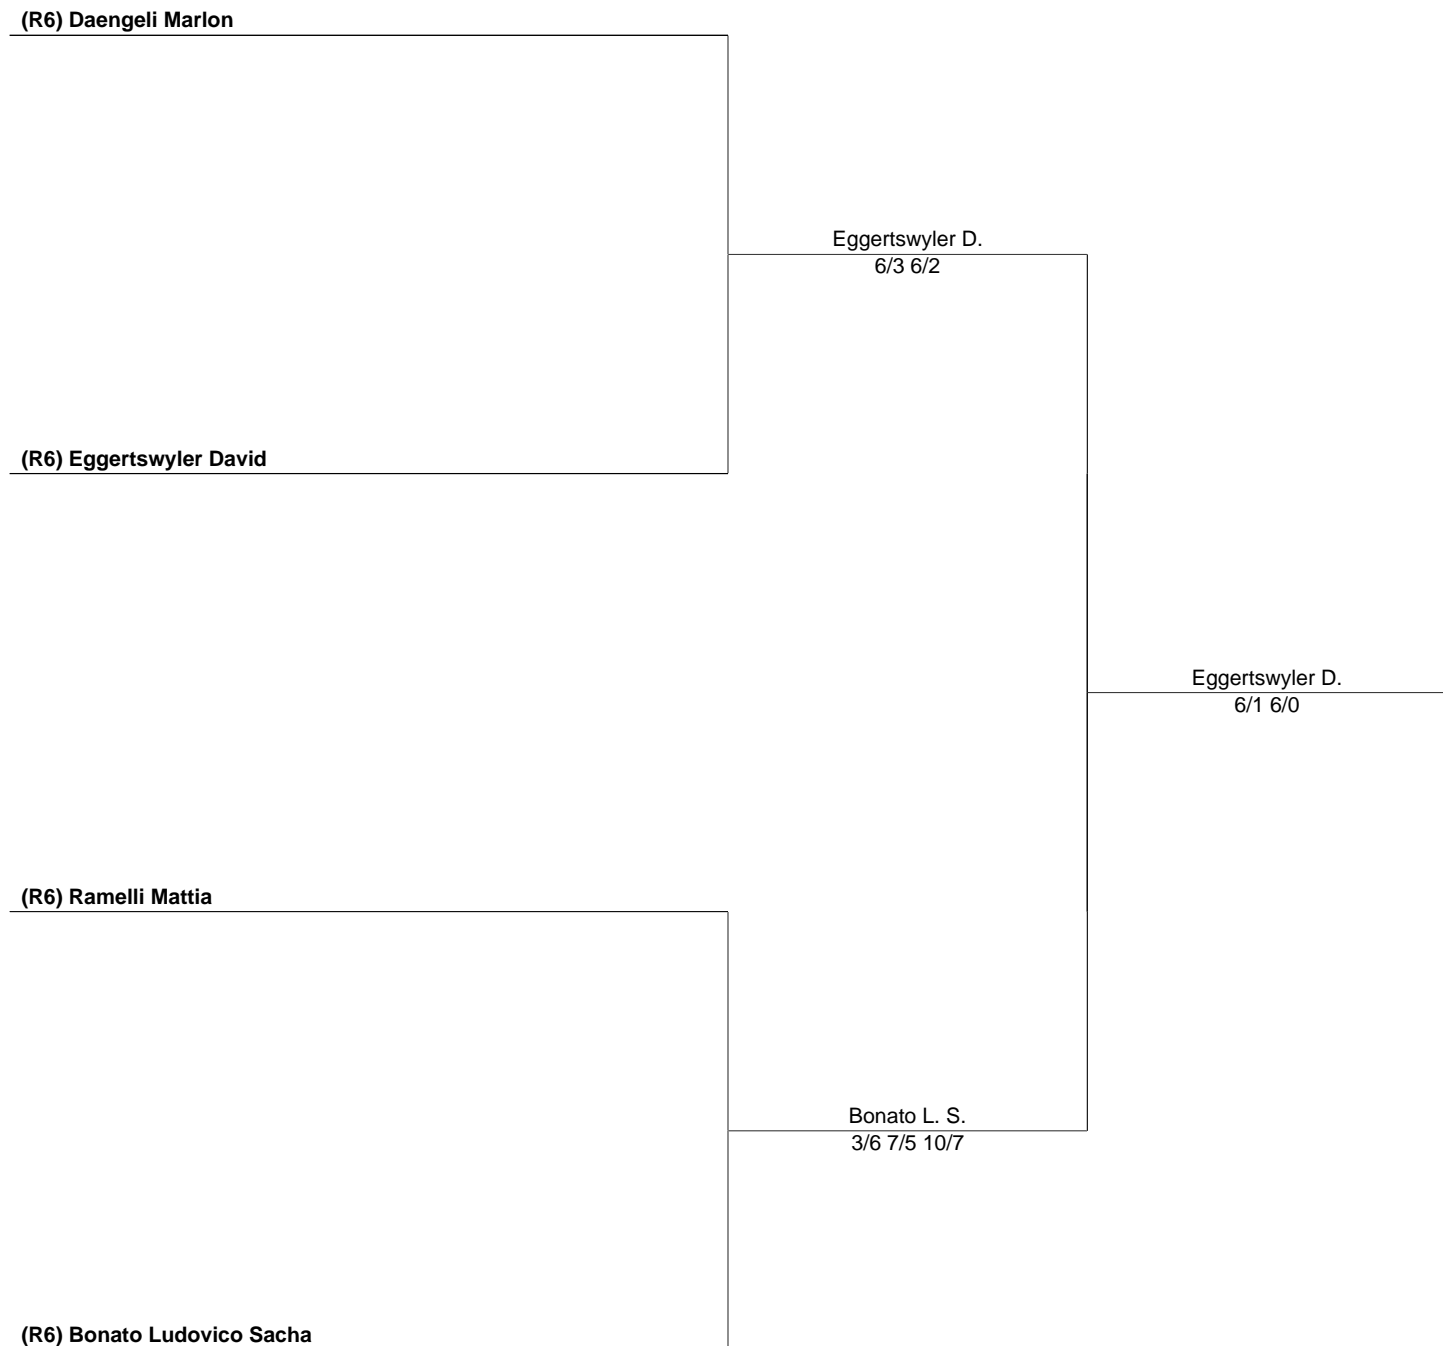 (R6) Daengeli Marlon
Eggertswyler D.
6/3 6/2
(R6) Eggertswyler David
Eggertswyler D.
6/1 6/0
(R6) Ramelli Mattia
Bonato L. S.
3/6 7/5 10/7
(R6) Bonato Ludovico Sacha